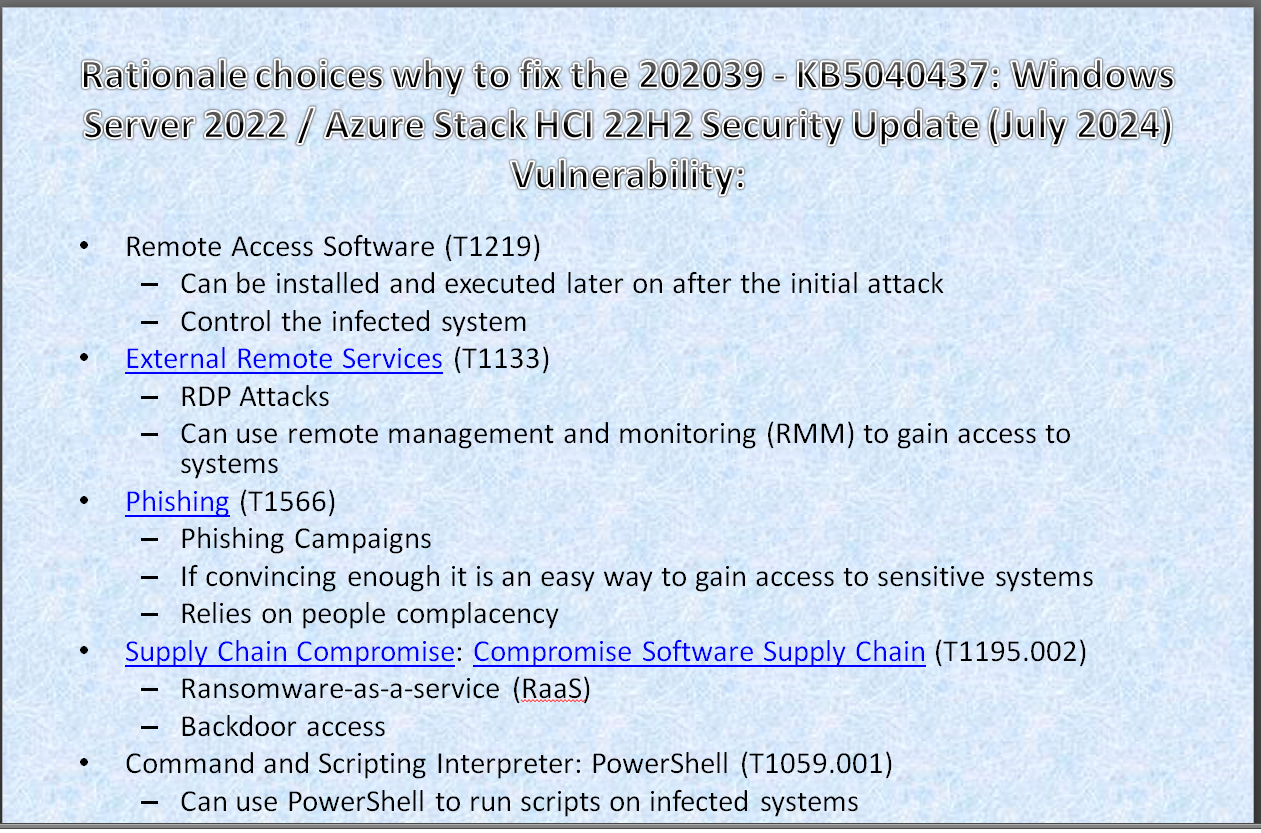 Rationale choices why to fix the 202039 - KB5040437: Windows
Server 2022 / Azure Stack HCI 22H2 Security Update (July 2024)
Vulnerability:
• Remote Access Software (T1219)
– Can be installed and executed later on after the initial attack
– Control the infected system
• External Remote Services (T1133)
– RDP Attacks
– Can use remote management and monitoring (RMM) to gain access to
systems
• Phishing (T1566)
– Phishing Campaigns
– If convincing enough it is an easy way to gain access to sensitive systems
– Relies on people complacency
• Supply Chain Compromise: Compromise Software Supply Chain (T1195.002)
– Ransomware-as-a-service (RaaS)
– Backdoor access
• Command and Scripting Interpreter: PowerShell (T1059.001)
– Can use PowerShell to run scripts on infected systems